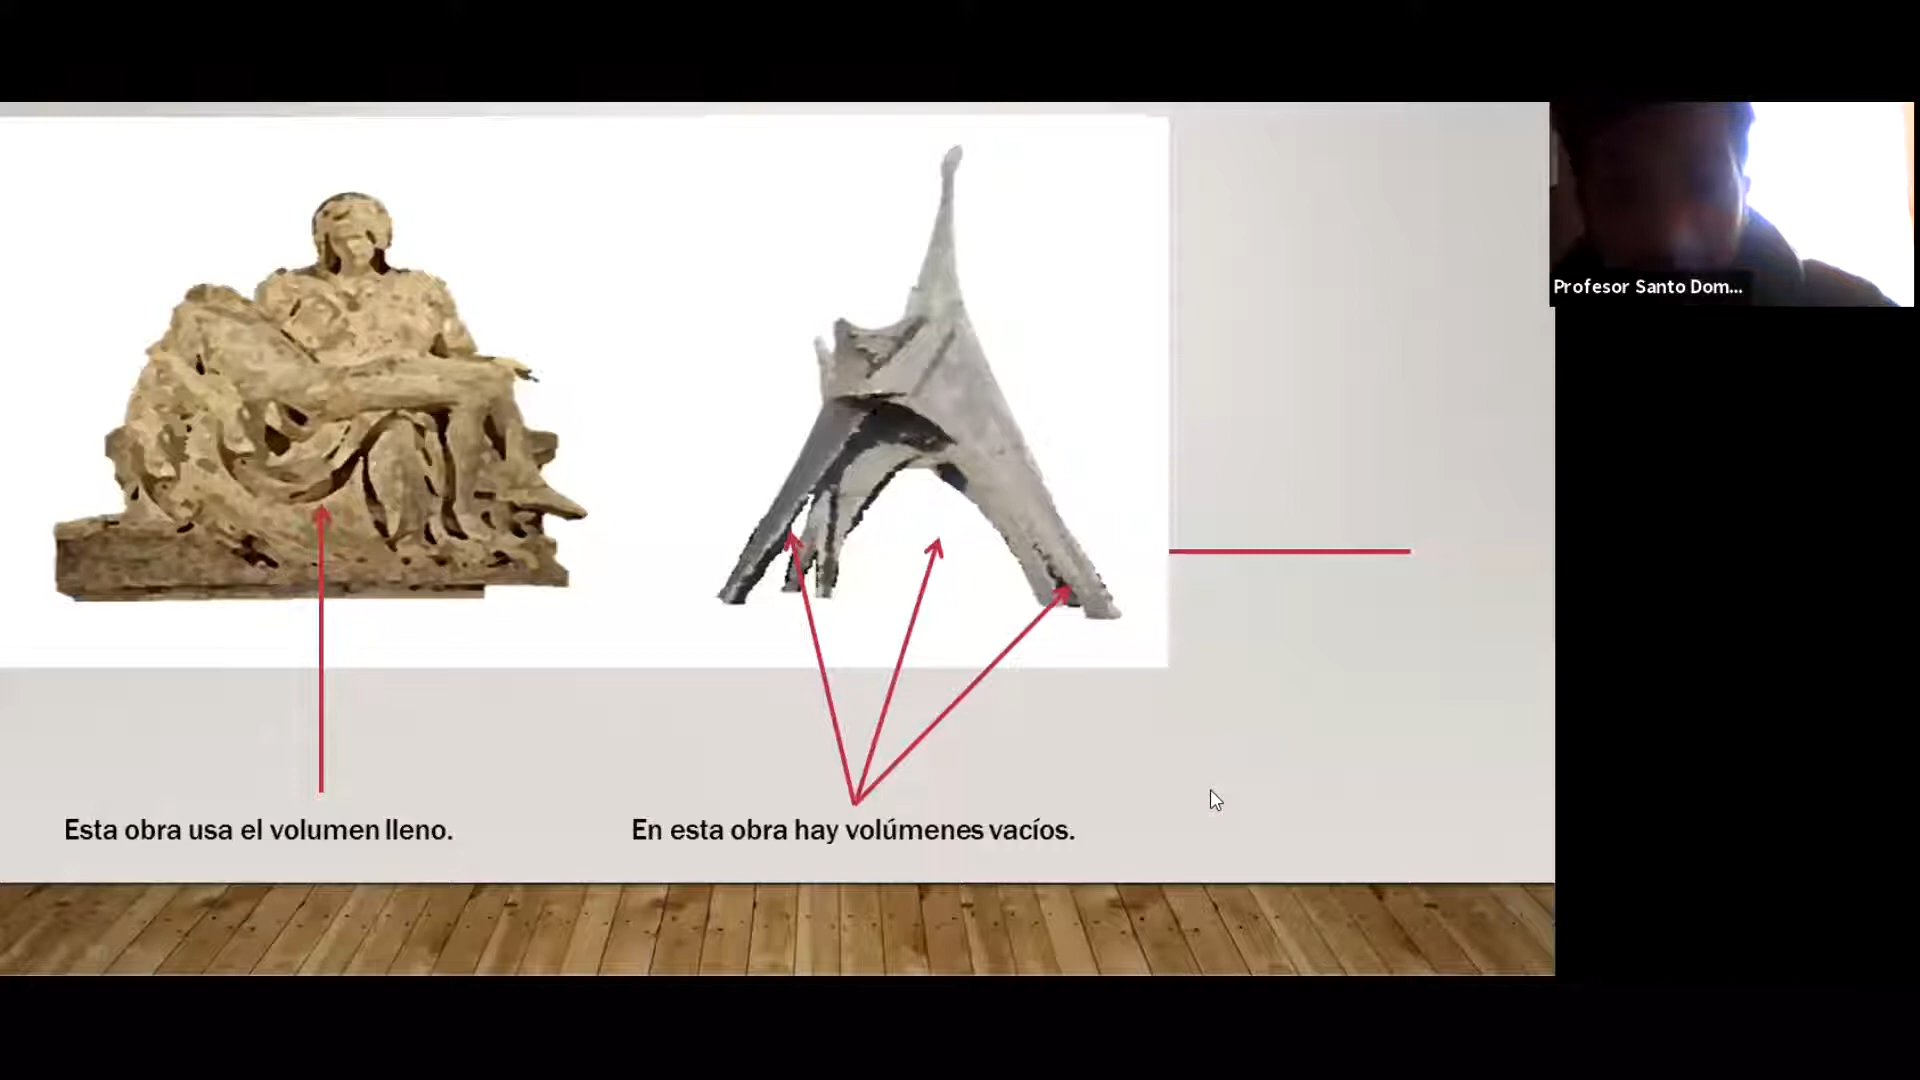 Profesor Santo Dom...
Esta obra usa el volumen lleno.
En esta obra hay volúmenes vacíos.